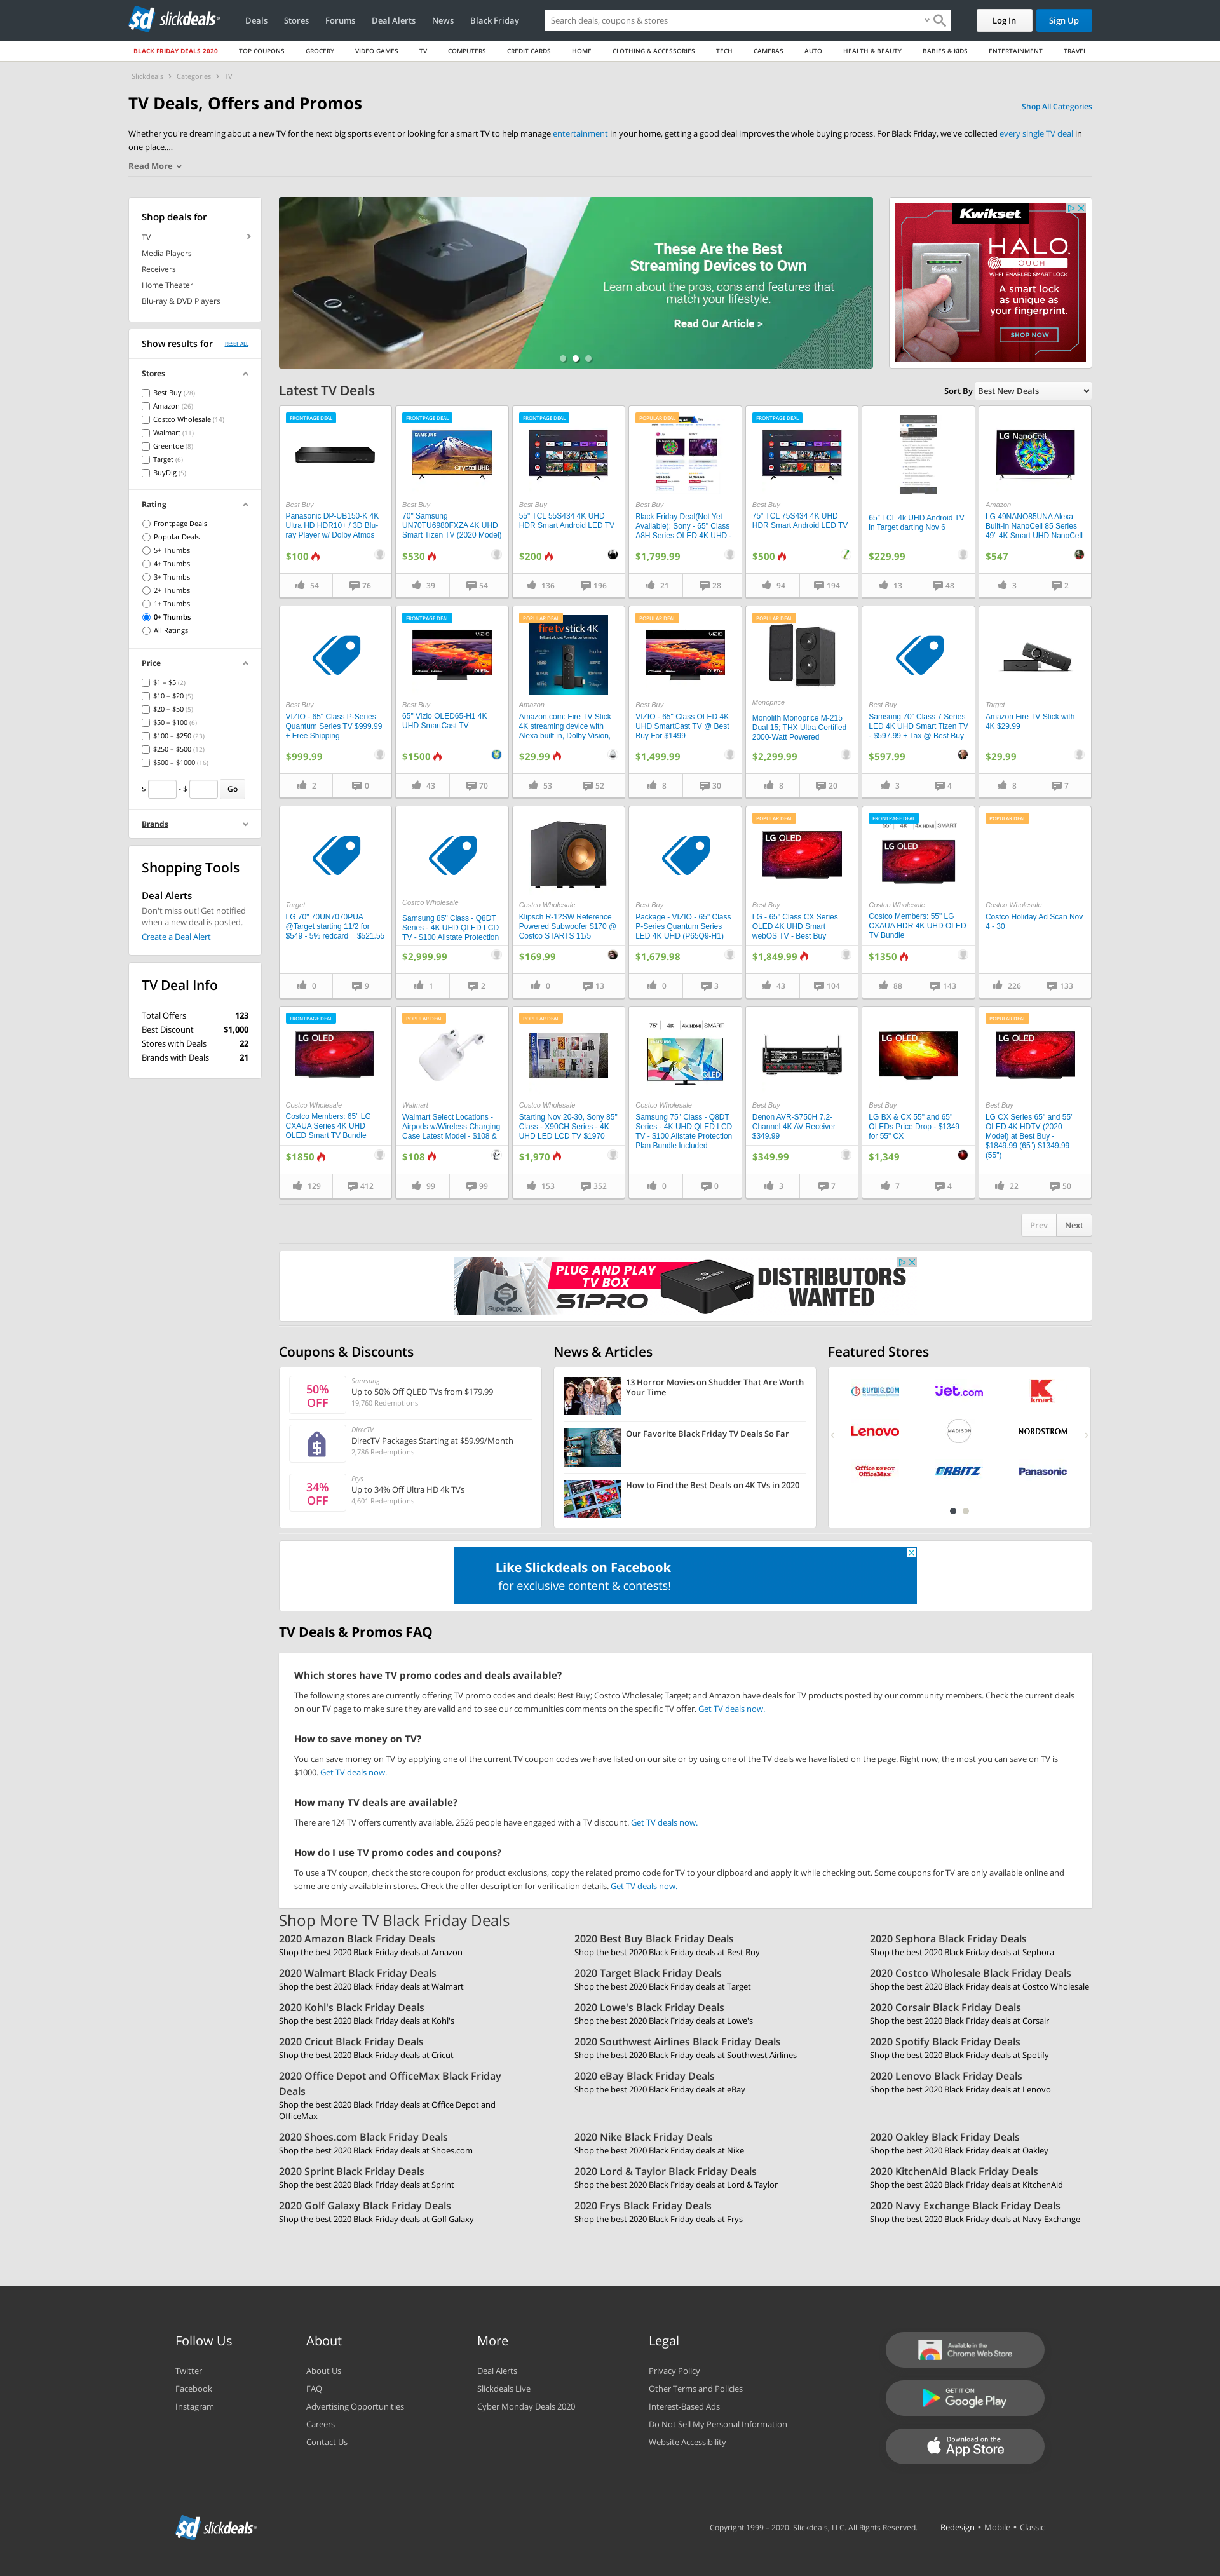 slickdeals
Deals
Stores
Forums
Deal Alerts
News
Black Friday
Search deals, coupons & stores
Log In
Sign Up
BLACK FRIDAY DEALS 2020
TOP COUPONS
GROCERY
VIDEO GAMES
TV
COMPUTERS
CREDIT CARDS
HOME
CLOTHING & ACCESSORIES
TECH
CAMERAS
AUTO
HEALTH & BEAUTY
BABIES & KIDS
ENTERTAINMENT
TRAVEL
Slickdeals › Categories › TV
TV Deals, Offers and Promos
Shop All Categories
Whether you're dreaming about a new TV for the next big sports event or looking for a smart TV to help manage entertainment in your home, getting a good deal improves the whole buying process. For Black Friday, we've collected every single TV deal in
one place....
Read More
Shop deals for
TV
Media Players
Receivers
Home Theater
Blu-ray & DVD Players
Show results for
RESET ALL
Stores
Best Buy (28)
Amazon (26)
Costco Wholesale (14)
Walmart (11)
Greentoe (8)
Target (6)
BuyDig (5)
Rating
Frontpage Deals
Popular Deals
5+ Thumbs
4+ Thumbs
3+ Thumbs
2+ Thumbs
1+ Thumbs
0+ Thumbs
All Ratings
Price
$1 – $5 (2)
$10 – $20 (5)
$20 – $50 (5)
$50 – $100 (6)
$100 – $250 (23)
$250 – $500 (12)
$500 – $1000 (16)
$ - $ Go
Brands
Shopping Tools
Deal Alerts
Don't miss out! Get notified
when a new deal is posted.
Create a Deal Alert
TV Deal Info
Total Offers 123
Best Discount $1,000
Stores with Deals 22
Brands with Deals 21
These Are the Best
Streaming Devices to Own
Learn about the pros, cons and features that
match your lifestyle.
Read Our Article >
Kwikset
HALO
TOUCH
WI-FI-ENABLED SMART LOCK
A smart lock
as unique as
your fingerprint.
SHOP NOW
Latest TV Deals
Sort By Best New Deals
FRONTPAGE DEAL
Best Buy
Panasonic DP-UB150-K 4K
Ultra HD HDR10+ / 3D Blu-
ray Player w/ Dolby Atmos
$100
54 76
FRONTPAGE DEAL
SAMSUNG
Crystal UHD
Best Buy
70" Samsung
UN70TU6980FXZA 4K UHD
Smart Tizen TV (2020 Model)
$530
39 54
FRONTPAGE DEAL
Best Buy
55" TCL 55S434 4K UHD
HDR Smart Android LED TV
$200
136 196
POPULAR DEAL
Best Buy
Black Friday Deal(Not Yet
Available): Sony - 65" Class
A8H Series OLED 4K UHD -
$1,799.99
21 28
FRONTPAGE DEAL
Best Buy
75" TCL 75S434 4K UHD
HDR Smart Android LED TV
$500
94 194
65" TCL 4k UHD Android TV
in Target darting Nov 6
$229.99
13 48
LG NanoCell
Amazon
LG 49NANO85UNA Alexa
Built-In NanoCell 85 Series
49" 4K Smart UHD NanoCell
$547
3 2
Best Buy
VIZIO - 65" Class P-Series
Quantum Series TV $999.99
+ Free Shipping
$999.99
2 0
FRONTPAGE DEAL
VIZIO
Best Buy
65" Vizio OLED65-H1 4K
UHD SmartCast TV
$1500
43 70
POPULAR DEAL
firetvstick 4K
Amazon
Amazon.com: Fire TV Stick
4K streaming device with
Alexa built in, Dolby Vision,
$29.99
53 52
POPULAR DEAL
VIZIO
Best Buy
VIZIO - 65" Class OLED 4K
UHD SmartCast TV @ Best
Buy For $1499
$1,499.99
8 30
POPULAR DEAL
Monoprice
Monolith Monoprice M-215
Dual 15; THX Ultra Certified
2000-Watt Powered
$2,299.99
8 20
Best Buy
Samsung 70" Class 7 Series
LED 4K UHD Smart Tizen TV
- $597.99 + Tax @ Best Buy
$597.99
3 4
Target
Amazon Fire TV Stick with
4K $29.99
$29.99
8 7
Target
LG 70" 70UN7070PUA
@Target starting 11/2 for
$549 - 5% redcard = $521.55
0 9
Costco Wholesale
Samsung 85" Class - Q8DT
Series - 4K UHD QLED LCD
TV - $100 Allstate Protection
$2,999.99
1 2
Costco Wholesale
Klipsch R-12SW Reference
Powered Subwoofer $170 @
Costco STARTS 11/5
$169.99
0 13
Best Buy
Package - VIZIO - 65" Class
P-Series Quantum Series
LED 4K UHD (P65Q9-H1)
$1,679.98
0 3
POPULAR DEAL
LG OLED
Best Buy
LG - 65" Class CX Series
OLED 4K UHD Smart
webOS TV - Best Buy
$1,849.99
43 104
FRONTPAGE DEAL
55" 4K 4x HDMI SMART
LG OLED
Costco Wholesale
Costco Members: 55" LG
CXAUA HDR 4K UHD OLED
TV Bundle
$1350
88 143
POPULAR DEAL
Costco Wholesale
Costco Holiday Ad Scan Nov
4 - 30
226 133
FRONTPAGE DEAL
LG OLED
Costco Wholesale
Costco Members: 65" LG
CXAUA Series 4K UHD
OLED Smart TV Bundle
$1850
129 412
POPULAR DEAL
Walmart
Walmart Select Locations -
Airpods w/Wireless Charging
Case Latest Model - $108 &
$108
99 99
POPULAR DEAL
Costco Wholesale
Starting Nov 20-30, Sony 85"
Class - X90CH Series - 4K
UHD LED LCD TV $1970
$1,970
153 352
75" 4K 4x HDMI SMART
QLED
Costco Wholesale
Samsung 75" Class - Q8DT
Series - 4K UHD QLED LCD
TV - $100 Allstate Protection
Plan Bundle Included
0 0
Best Buy
Denon AVR-S750H 7.2-
Channel 4K AV Receiver
$349.99
$349.99
3 7
LG OLED
Best Buy
LG BX & CX 55" and 65"
OLEDs Price Drop - $1349
for 55" CX
$1,349
7 4
POPULAR DEAL
LG OLED
Best Buy
LG CX Series 65" and 55"
OLED 4K HDTV (2020
Model) at Best Buy -
$1849.99 (65") $1349.99
(55")
22 50
Prev Next
SUPERBOX
PLUG AND PLAY
TV BOX
S1PRO
DISTRIBUTORS
WANTED
Coupons & Discounts
50%
OFF
Samsung
Up to 50% Off QLED TVs from $179.99
19,760 Redemptions
DirecTV
DirecTV Packages Starting at $59.99/Month
2,786 Redemptions
34%
OFF
Frys
Up to 34% Off Ultra HD 4k TVs
4,601 Redemptions
News & Articles
13 Horror Movies on Shudder That Are Worth
Your Time
Our Favorite Black Friday TV Deals So Far
How to Find the Best Deals on 4K TVs in 2020
Featured Stores
BUYDIG.COM
jet.com
kmart
Lenovo
MADISON
NORDSTROM
Office DEPOT
OfficeMax
ORBITZ
Panasonic
Like Slickdeals on Facebook
for exclusive content & contests!
TV Deals & Promos FAQ
Which stores have TV promo codes and deals available?
The following stores are currently offering TV promo codes and deals: Best Buy; Costco Wholesale; Target; and Amazon have deals for TV products posted by our community members. Check the current deals
on our TV page to make sure they are valid and to see our communities comments on the specific TV offer. Get TV deals now.
How to save money on TV?
You can save money on TV by applying one of the current TV coupon codes we have listed on our site or by using one of the TV deals we have listed on the page. Right now, the most you can save on TV is
$1000. Get TV deals now.
How many TV deals are available?
There are 124 TV offers currently available. 2526 people have engaged with a TV discount. Get TV deals now.
How do I use TV promo codes and coupons?
To use a TV coupon, check the store coupon for product exclusions, copy the related promo code for TV to your clipboard and apply it while checking out. Some coupons for TV are only available online and
some are only available in stores. Check the offer description for verification details. Get TV deals now.
Shop More TV Black Friday Deals
2020 Amazon Black Friday Deals
Shop the best 2020 Black Friday deals at Amazon
2020 Best Buy Black Friday Deals
Shop the best 2020 Black Friday deals at Best Buy
2020 Sephora Black Friday Deals
Shop the best 2020 Black Friday deals at Sephora
2020 Walmart Black Friday Deals
Shop the best 2020 Black Friday deals at Walmart
2020 Target Black Friday Deals
Shop the best 2020 Black Friday deals at Target
2020 Costco Wholesale Black Friday Deals
Shop the best 2020 Black Friday deals at Costco Wholesale
2020 Kohl's Black Friday Deals
Shop the best 2020 Black Friday deals at Kohl's
2020 Lowe's Black Friday Deals
Shop the best 2020 Black Friday deals at Lowe's
2020 Corsair Black Friday Deals
Shop the best 2020 Black Friday deals at Corsair
2020 Cricut Black Friday Deals
Shop the best 2020 Black Friday deals at Cricut
2020 Southwest Airlines Black Friday Deals
Shop the best 2020 Black Friday deals at Southwest Airlines
2020 Spotify Black Friday Deals
Shop the best 2020 Black Friday deals at Spotify
2020 Office Depot and OfficeMax Black Friday
Deals
Shop the best 2020 Black Friday deals at Office Depot and
OfficeMax
2020 eBay Black Friday Deals
Shop the best 2020 Black Friday deals at eBay
2020 Lenovo Black Friday Deals
Shop the best 2020 Black Friday deals at Lenovo
2020 Shoes.com Black Friday Deals
Shop the best 2020 Black Friday deals at Shoes.com
2020 Nike Black Friday Deals
Shop the best 2020 Black Friday deals at Nike
2020 Oakley Black Friday Deals
Shop the best 2020 Black Friday deals at Oakley
2020 Sprint Black Friday Deals
Shop the best 2020 Black Friday deals at Sprint
2020 Lord & Taylor Black Friday Deals
Shop the best 2020 Black Friday deals at Lord & Taylor
2020 KitchenAid Black Friday Deals
Shop the best 2020 Black Friday deals at KitchenAid
2020 Golf Galaxy Black Friday Deals
Shop the best 2020 Black Friday deals at Golf Galaxy
2020 Frys Black Friday Deals
Shop the best 2020 Black Friday deals at Frys
2020 Navy Exchange Black Friday Deals
Shop the best 2020 Black Friday deals at Navy Exchange
Follow Us
Twitter
Facebook
Instagram
About
About Us
FAQ
Advertising Opportunities
Careers
Contact Us
More
Deal Alerts
Slickdeals Live
Cyber Monday Deals 2020
Legal
Privacy Policy
Other Terms and Policies
Interest-Based Ads
Do Not Sell My Personal Information
Website Accessibility
Available in the
Chrome Web Store
GET IT ON
Google Play
Download on the
App Store
slickdeals
Copyright 1999 – 2020. Slickdeals, LLC. All Rights Reserved.
Redesign • Mobile • Classic